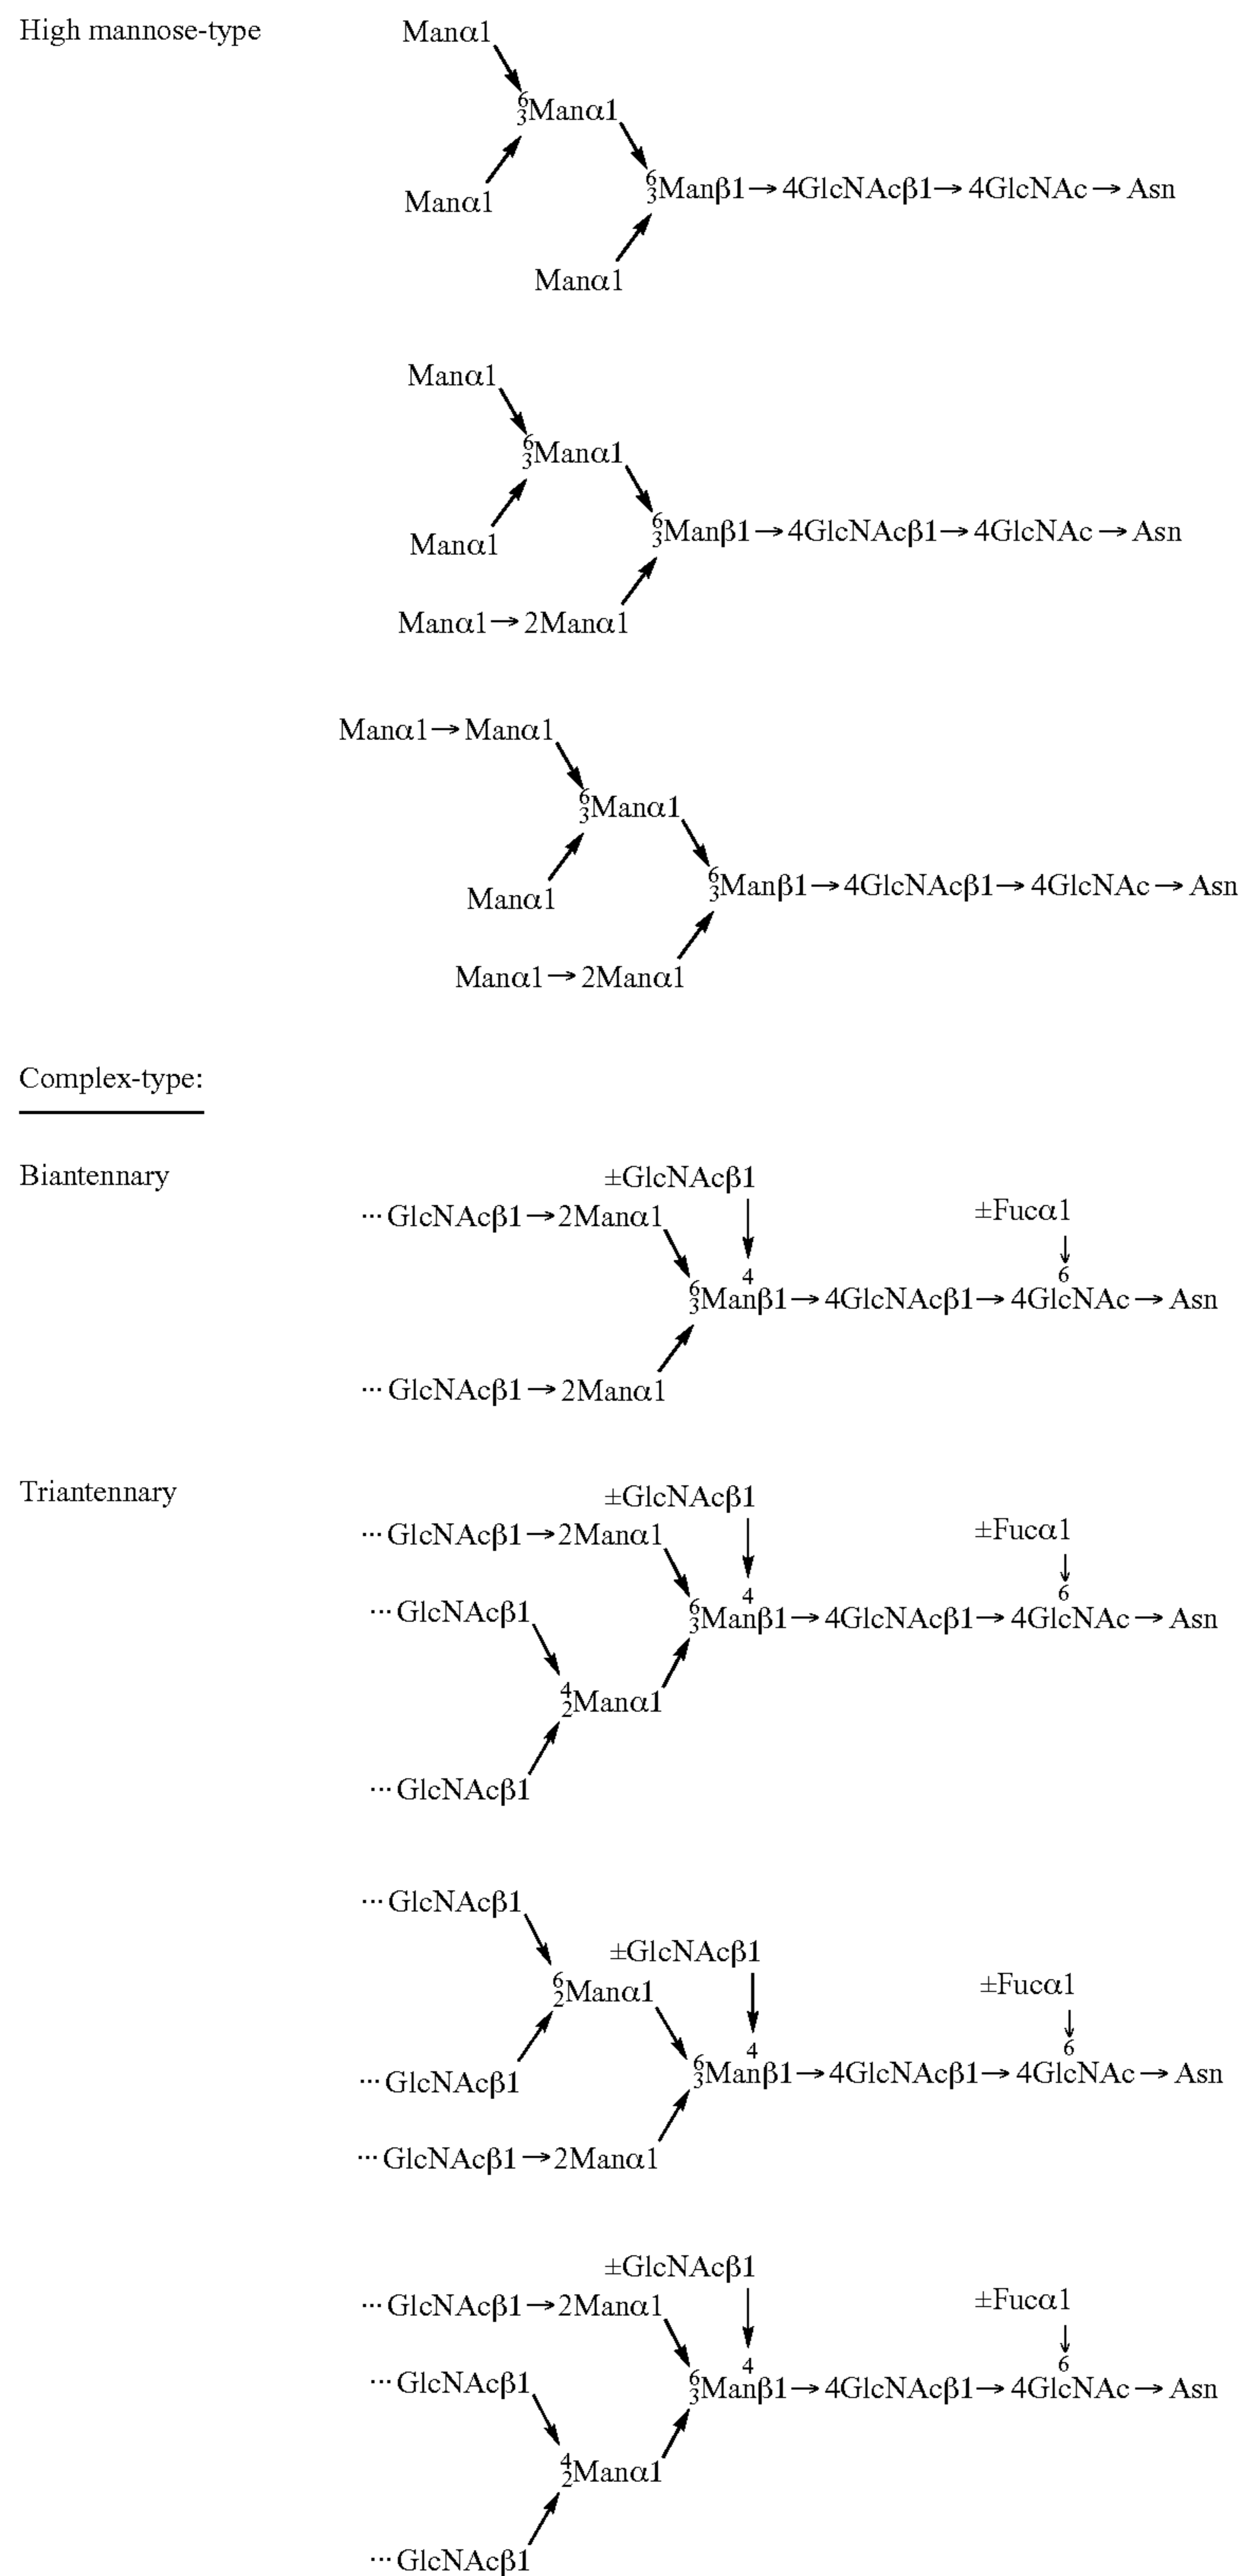 High mannose-type
Manα1
6
3Manα1
Manα1
6
3Manβ1→4GlcNAcβ1→4GlcNAc→Asn
Manα1
Manα1
6
3Manα1
Manα1
6
3Manβ1→4GlcNAcβ1→4GlcNAc→Asn
Manα1→2Manα1
Manα1→Manα1
6
3Manα1
Manα1
6
3Manβ1→4GlcNAcβ1→4GlcNAc→Asn
Manα1→2Manα1
Complex-type:
Biantennary
±GlcNAcβ1
··· GlcNAcβ1→2Manα1
±Fucα1
4
6
6
3Manβ1→4GlcNAcβ1→4GlcNAc→Asn
··· GlcNAcβ1→2Manα1
Triantennary
±GlcNAcβ1
··· GlcNAcβ1→2Manα1
±Fucα1
4
6
6
3Manβ1→4GlcNAcβ1→4GlcNAc→Asn
··· GlcNAcβ1
4
2Manα1
··· GlcNAcβ1
··· GlcNAcβ1
±GlcNAcβ1
6
2Manα1
±Fucα1
4
6
6
3Manβ1→4GlcNAcβ1→4GlcNAc→Asn
··· GlcNAcβ1
··· GlcNAcβ1→2Manα1
±GlcNAcβ1
··· GlcNAcβ1→2Manα1
±Fucα1
4
6
6
3Manβ1→4GlcNAcβ1→4GlcNAc→Asn
··· GlcNAcβ1
4
2Manα1
··· GlcNAcβ1